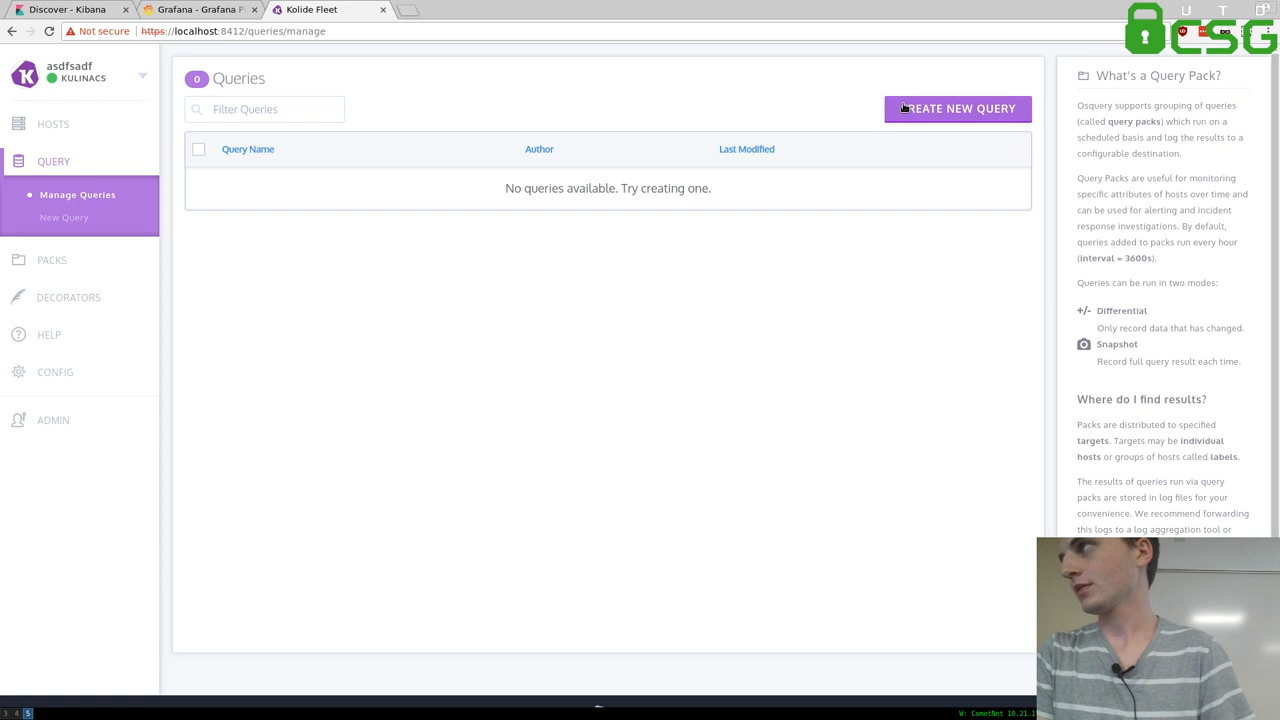 Discover - Kibana
Grafana - Grafana P
Kolide Fleet
U T D
CSG
Not secure
https://localhost:8412/queries/manage
asdfsadf
KULINACS
HOSTS
QUERY
Manage Queries
New Query
PACKS
DECORATORS
HELP
CONFIG
ADMIN
0 Queries
Filter Queries
CREATE NEW QUERY
Query Name Author Last Modified
No queries available. Try creating one.
What's a Query Pack?
Osquery supports grouping of queries
(called query packs) which run on a
scheduled basis and log the results to a
configurable destination.
Query Packs are useful for monitoring
specific attributes of hosts over time and
can be used for alerting and incident
response investigations. By default,
queries added to packs run every hour
(interval = 3600s).
Queries can be run in two modes:
+/- Differential
Only record data that has changed.
Snapshot
Record full query result each time.
Where do I find results?
Packs are distributed to specified
targets. Targets may be individual
hosts or groups of hosts called labels.
The results of queries run via query
packs are stored in log files for your
convenience. We recommend forwarding
this logs to a log aggregation tool or
3 4 5
W: CometNet 10.21.1